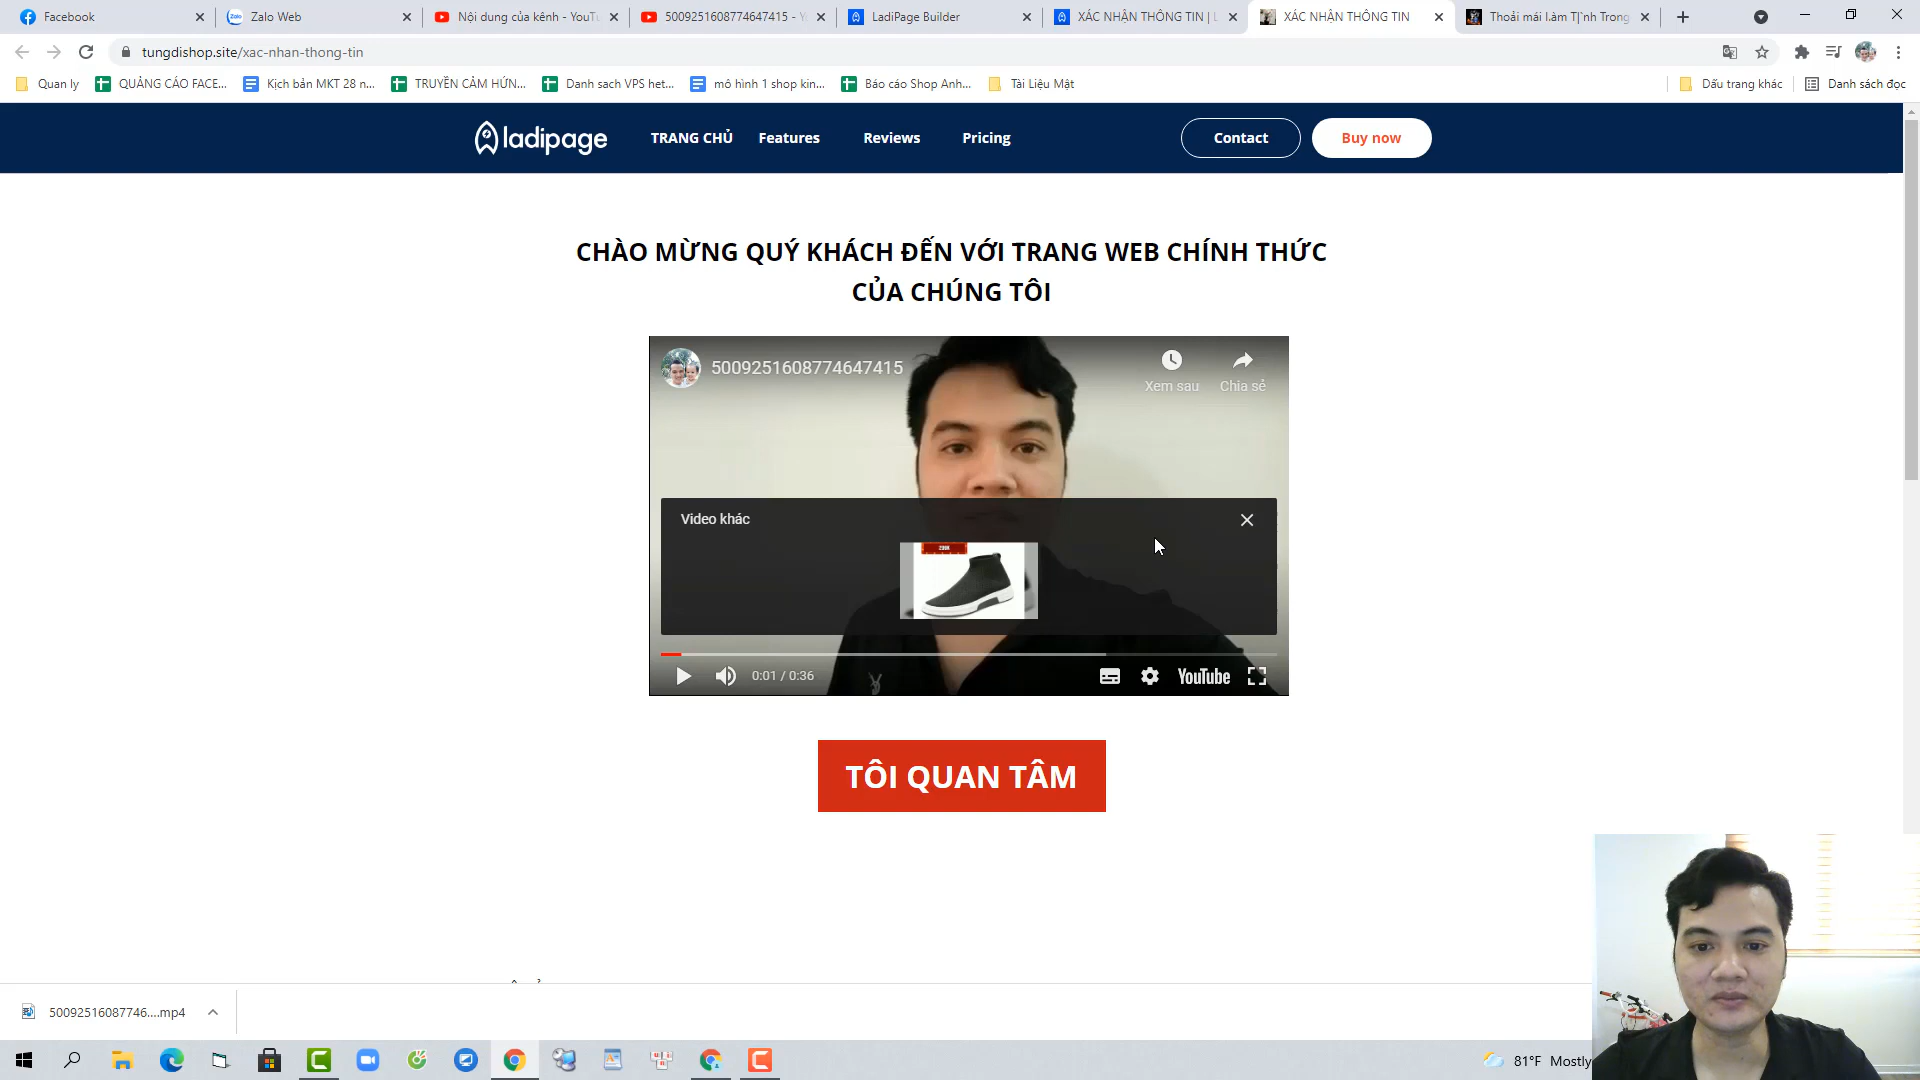 Facebook
Zalo Web
Nội dung của kênh - YouTu
5009251608774647415 - Y
LadiPage Builder
XÁC NHẬN THÔNG TIN | L
XÁC NHẬN THÔNG TIN
Thoải mái l.àm T|`nh Trong
tungdishop.site/xac-nhan-thong-tin
Quan ly
QUẢNG CÁO FACE...
Kịch bản MKT 28 n...
TRUYỀN CẢM HỨN...
Danh sach VPS het...
mô hình 1 shop kin...
Báo cáo Shop Anh...
Tài Liệu Mật
Dấu trang khác
Danh sách đọc
ladipage
TRANG CHỦ
Features
Reviews
Pricing
Contact
Buy now
CHÀO MỪNG QUÝ KHÁCH ĐẾN VỚI TRANG WEB CHÍNH THỨC
CỦA CHÚNG TÔI
5009251608774647415
Xem sau
Chia sẻ
Video khác
0:01 / 0:36
YouTube
TÔI QUAN TÂM
50092516087746....mp4
81°F Mostly